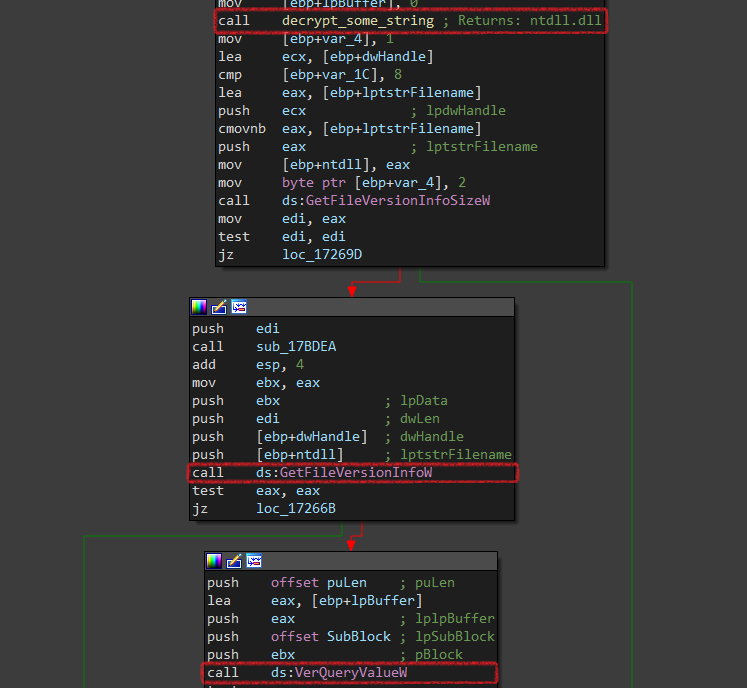 mov [ebp+lpBuffer], 0
call decrypt_some_string ; Returns: ntdll.dll
mov [ebp+var_4], 1
lea ecx, [ebp+dwHandle]
cmp [ebp+var_1C], 8
lea eax, [ebp+lptstrFilename]
push ecx ; lpdwHandle
cmovnb eax, [ebp+lptstrFilename]
push eax ; lptstrFilename
mov [ebp+ntdll], eax
mov byte ptr [ebp+var_4], 2
call ds:GetFileVersionInfoSizeW
mov edi, eax
test edi, edi
jz loc_17269D
push edi
call sub_17BDEA
add esp, 4
mov ebx, eax
push ebx ; lpData
push edi ; dwLen
push [ebp+dwHandle] ; dwHandle
push [ebp+ntdll] ; lptstrFilename
call ds:GetFileVersionInfoW
test eax, eax
jz loc_17266B
push offset puLen ; puLen
lea eax, [ebp+lpBuffer]
push eax ; lplpBuffer
push offset SubBlock ; lpSubBlock
push ebx ; pBlock
call ds:VerQueryValueW